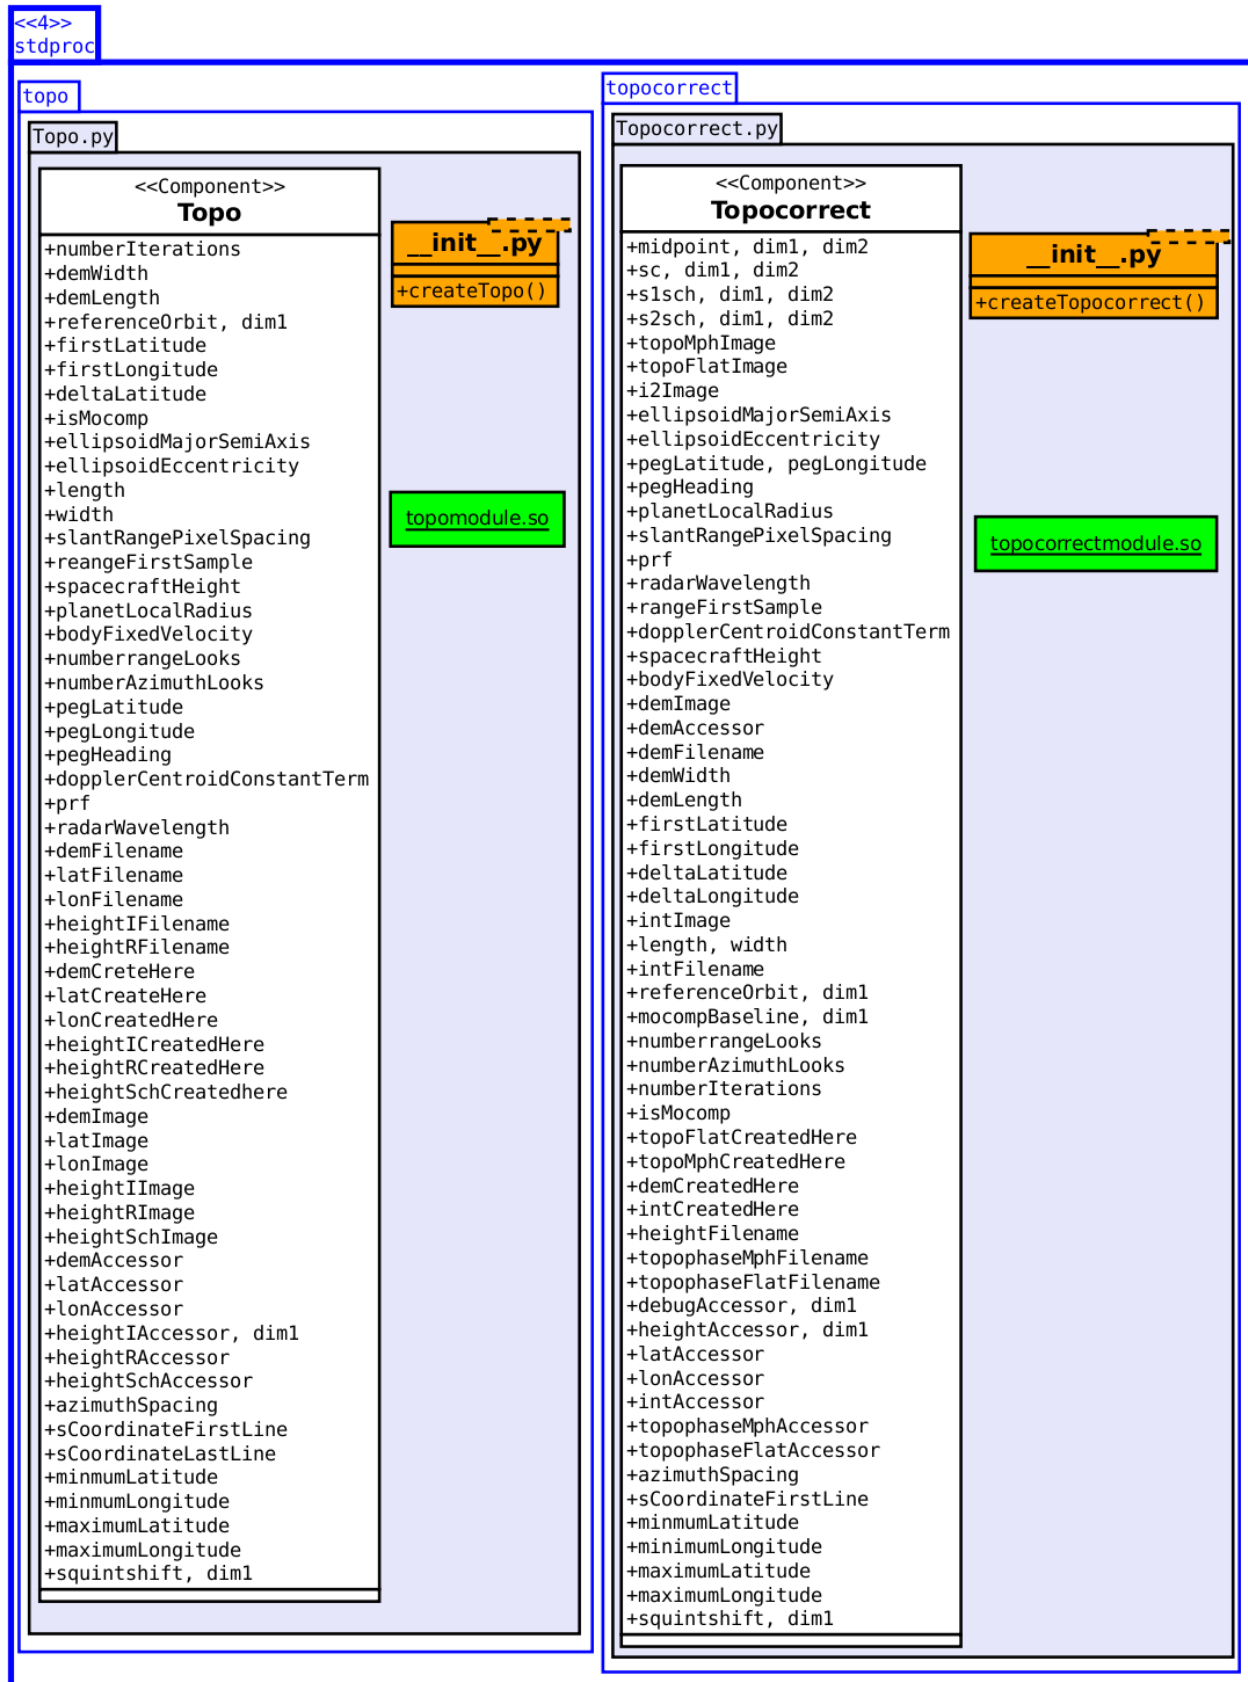 <<4>>
stdproc
topo
Topo.py
<<Component>>
Topo
+numberIterations
+demWidth
+demLength
+referenceOrbit, dim1
+firstLatitude
+firstLongitude
+deltaLatitude
+isMocomp
+ellipsoidMajorSemiAxis
+ellipsoidEccentricity
+length
+width
+slantRangePixelSpacing
+reangeFirstSample
+spacecraftHeight
+planetLocalRadius
+bodyFixedVelocity
+numberrangeLooks
+numberAzimuthLooks
+pegLatitude
+pegLongitude
+pegHeading
+dopplerCentroidConstantTerm
+prf
+radarWavelength
+demFilename
+latFilename
+lonFilename
+heightIFilename
+heightRFilename
+demCreteHere
+latCreateHere
+lonCreatedHere
+heightICreatedHere
+heightRCreatedHere
+heightSchCreatedhere
+demImage
+latImage
+lonImage
+heightIImage
+heightRImage
+heightSchImage
+demAccessor
+latAccessor
+lonAccessor
+heightIAccessor, dim1
+heightRAccessor
+heightSchAccessor
+azimuthSpacing
+sCoordinateFirstLine
+sCoordinateLastLine
+minmumLatitude
+minmumLongitude
+maximumLatitude
+maximumLongitude
+squintshift, dim1
__init__.py
+createTopo()
topomodule.so
topocorrect
Topocorrect.py
<<Component>>
Topocorrect
+midpoint, dim1, dim2
+sc, dim1, dim2
+s1sch, dim1, dim2
+s2sch, dim1, dim2
+topoMphImage
+topoFlatImage
+i2Image
+ellipsoidMajorSemiAxis
+ellipsoidEccentricity
+pegLatitude, pegLongitude
+pegHeading
+planetLocalRadius
+slantRangePixelSpacing
+prf
+radarWavelength
+rangeFirstSample
+dopplerCentroidConstantTerm
+spacecraftHeight
+bodyFixedVelocity
+demImage
+demAccessor
+demFilename
+demWidth
+demLength
+firstLatitude
+firstLongitude
+deltaLatitude
+deltaLongitude
+intImage
+length, width
+intFilename
+referenceOrbit, dim1
+mocompBaseline, dim1
+numberrangeLooks
+numberAzimuthLooks
+numberIterations
+isMocomp
+topoFlatCreatedHere
+topoMphCreatedHere
+demCreatedHere
+intCreatedHere
+heightFilename
+topophaseMphFilename
+topophaseFlatFilename
+debugAccessor, dim1
+heightAccessor, dim1
+latAccessor
+lonAccessor
+intAccessor
+topophaseMphAccessor
+topophaseFlatAccessor
+azimuthSpacing
+sCoordinateFirstLine
+minmumLatitude
+minimumLongitude
+maximumLatitude
+maximumLongitude
+squintshift, dim1
__init__.py
+createTopocorrect()
topocorrectmodule.so